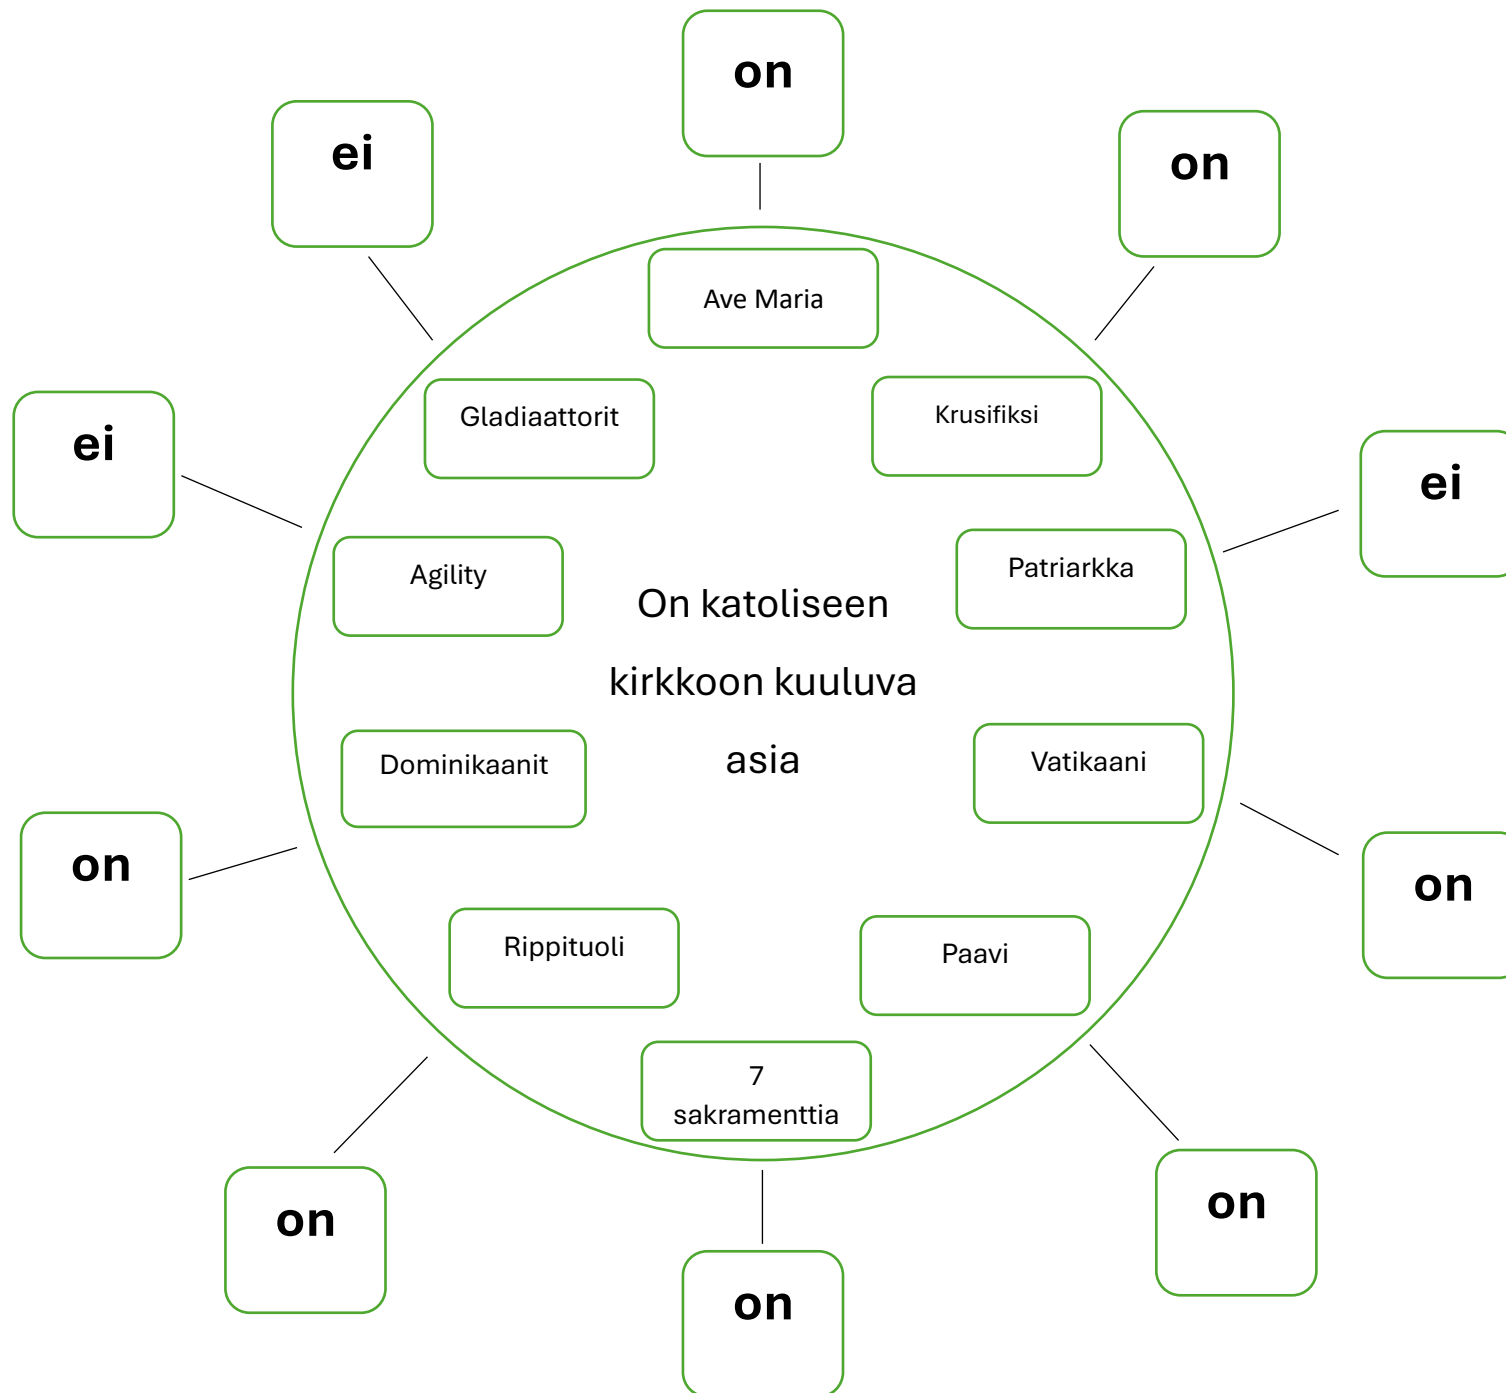 on
ei
on
Ave Maria
Gladiaattorit
Krusifiksi
ei
ei
Agility
Patriarkka
On katoliseen
kirkkoon kuuluva
asia
Dominikaanit
Vatikaani
on
on
Rippituoli
Paavi
7
sakramenttia
on
on
on